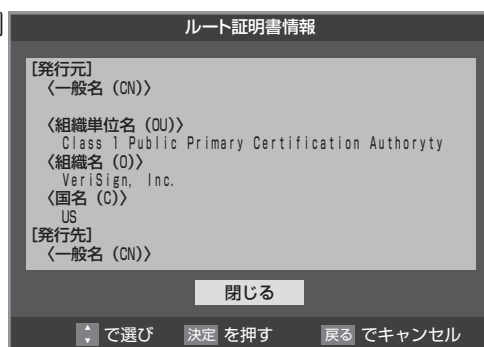 ルート証明書情報
[発行元]
〈一般名（CN）〉
〈組織単位名（OU）〉
Class 1 Public Primary Certification Authoryty
〈組織名（O）〉
VeriSign, Inc.
〈国名（C）〉
US
[発行先]
〈一般名（CN）〉
閉じる
で選び 決定 を押す 戻る でキャンセル